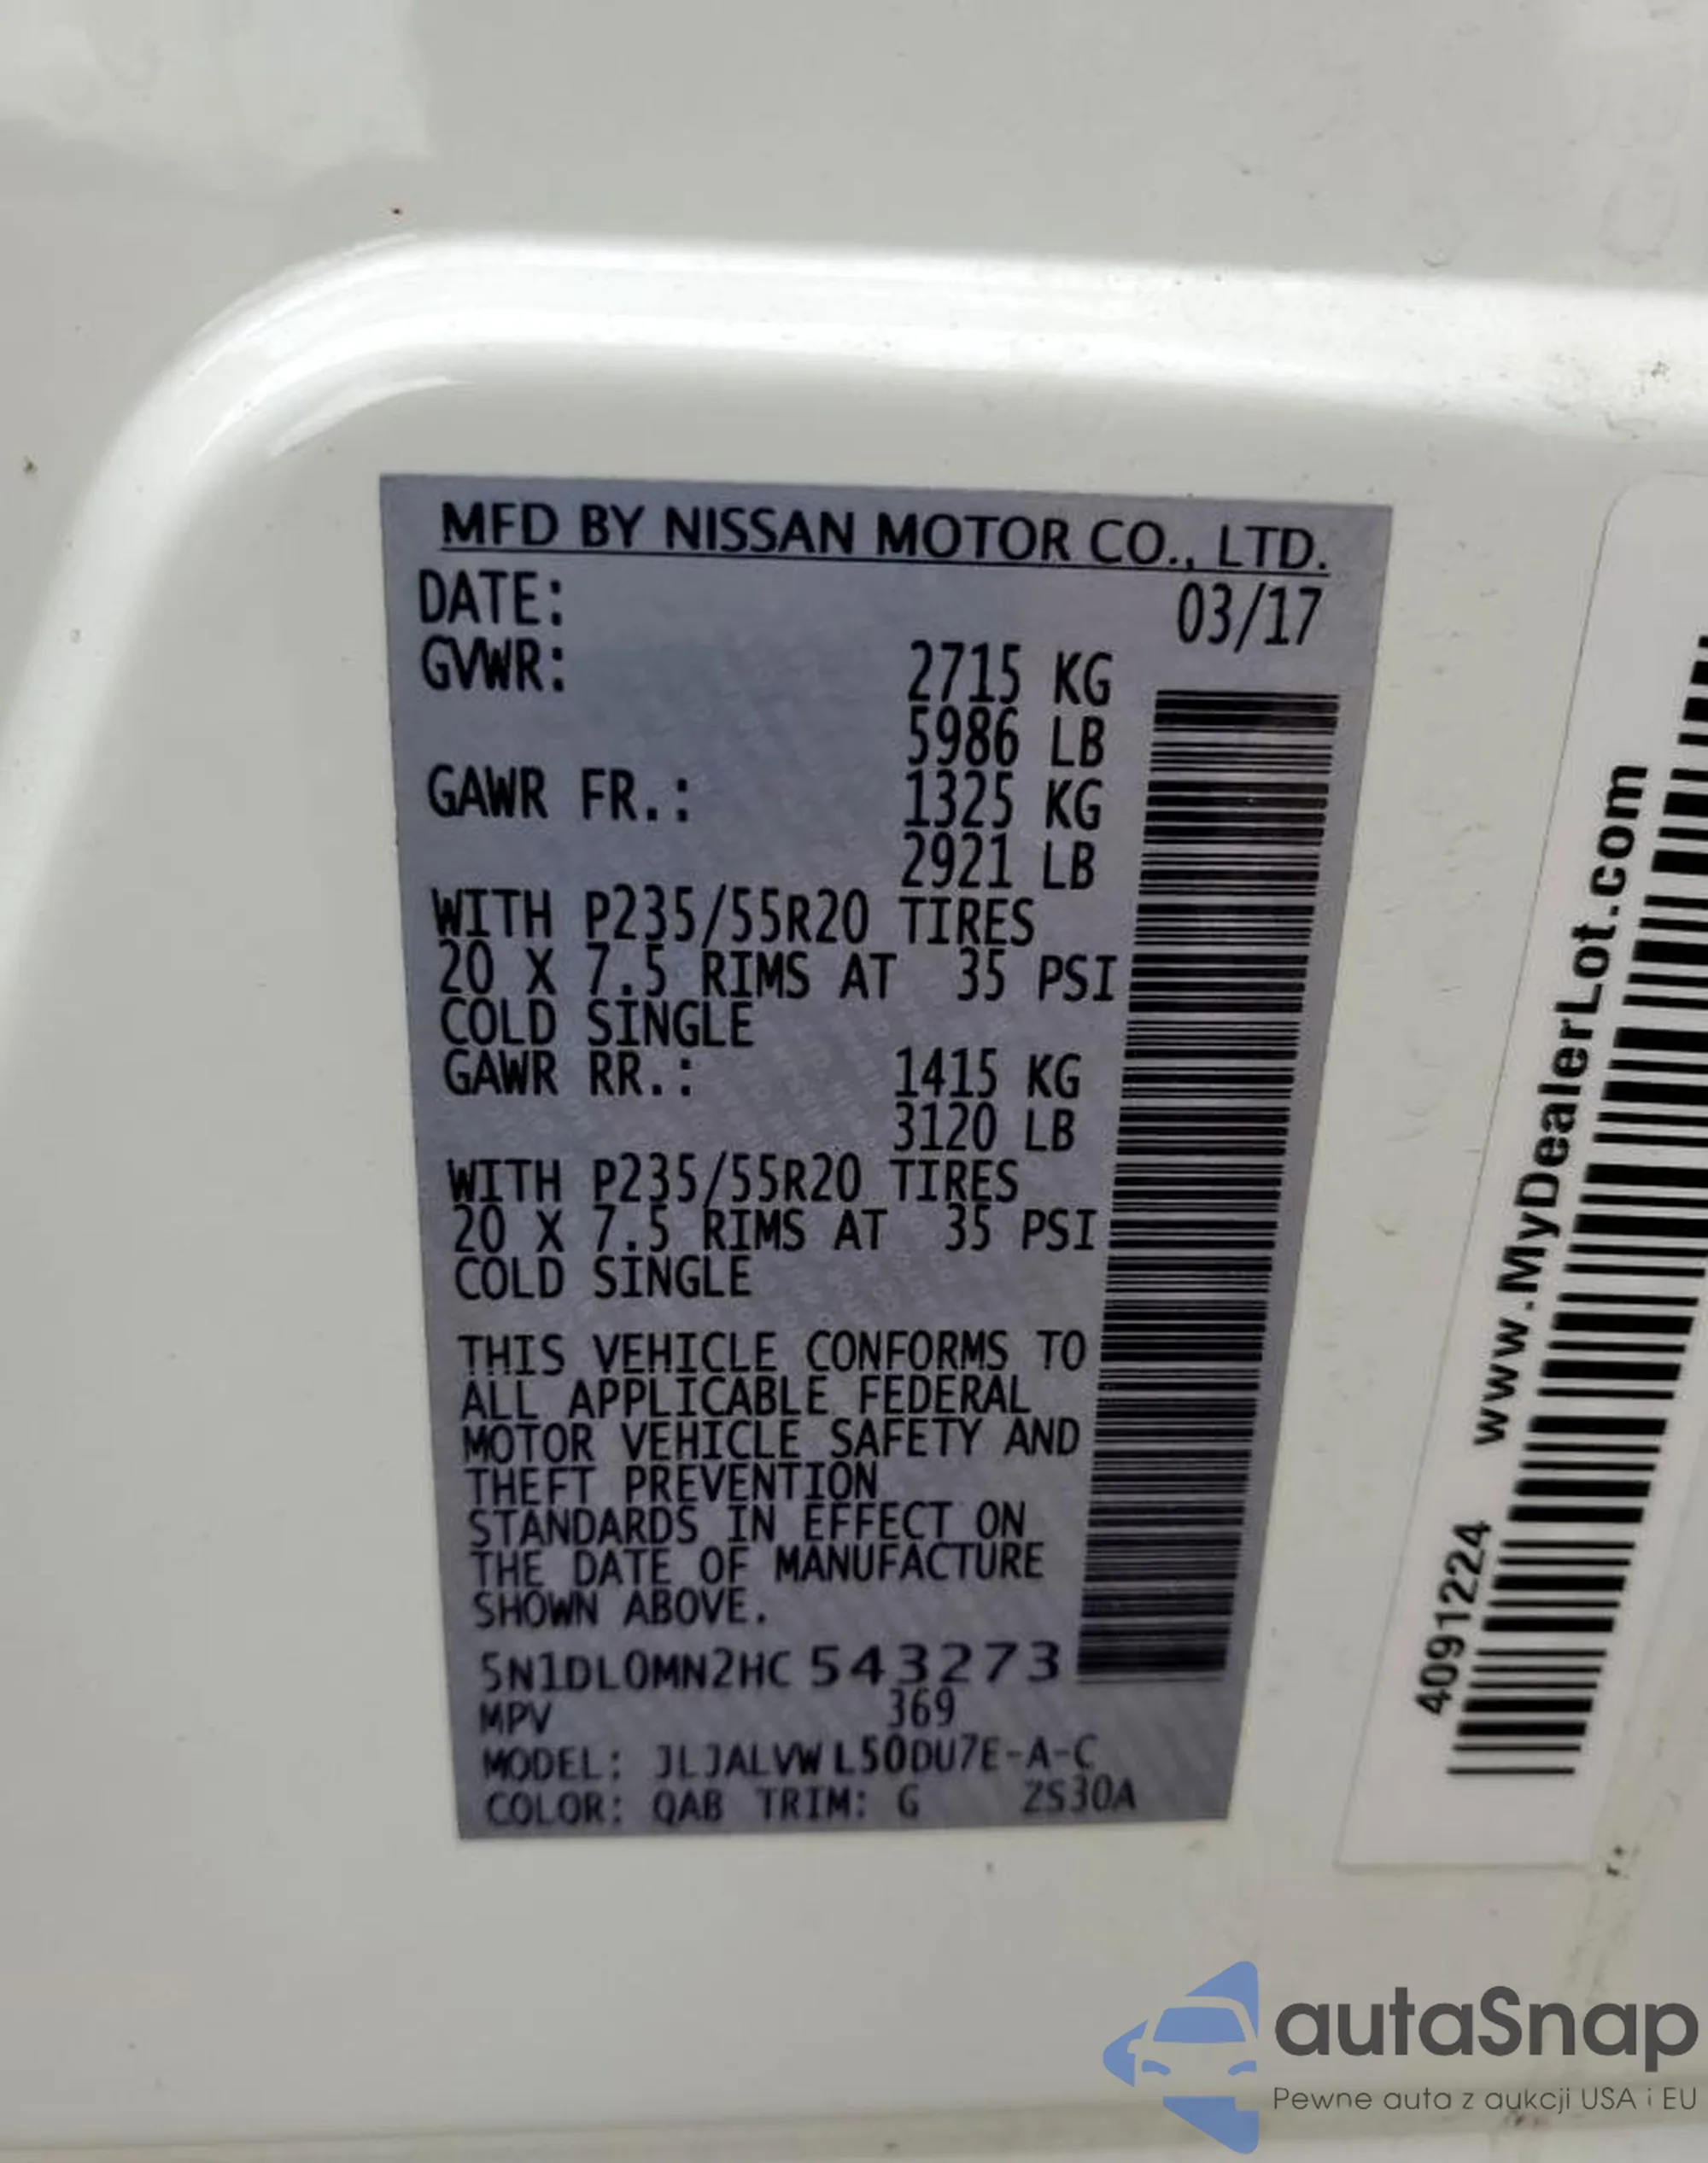 MFD BY NISSAN MOTOR CO., LTD.
DATE: 03/17
GVWR: 2715 KG
5986 LB
GAWR FR.: 1325 KG
2921 LB
WITH P235/55R20 TIRES
20 X 7.5 RIMS AT 35 PSI
COLD SINGLE
GAWR RR.: 1415 KG
3120 LB
WITH P235/55R20 TIRES
20 X 7.5 RIMS AT 35 PSI
COLD SINGLE
THIS VEHICLE CONFORMS TO
ALL APPLICABLE FEDERAL
MOTOR VEHICLE SAFETY AND
THEFT PREVENTION
STANDARDS IN EFFECT ON
THE DATE OF MANUFACTURE
SHOWN ABOVE.
5N1DL0MN2HC543273
MPV 369
MODEL: JLJALVWL50DU7E-A-C
COLOR: QAB TRIM: G ZS30A
4091224 www.MyDealerLot.com
autaSnap
Pewne auta z aukcji USA i EU